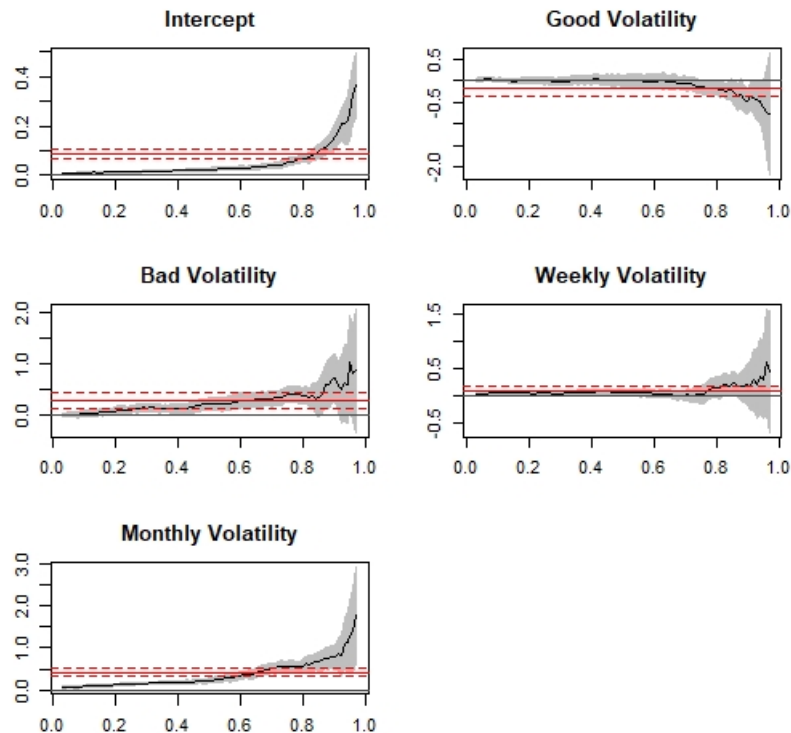 Intercept
0.0 0.2 0.4
0.0 0.2 0.4 0.6 0.8 1.0
Good Volatility
-2.0 -0.5 0.5
0.0 0.2 0.4 0.6 0.8 1.0
Bad Volatility
0.0 1.0 2.0
0.0 0.2 0.4 0.6 0.8 1.0
Weekly Volatility
-0.5 0.5 1.5
0.0 0.2 0.4 0.6 0.8 1.0
Monthly Volatility
0.0 1.0 2.0 3.0
0.0 0.2 0.4 0.6 0.8 1.0